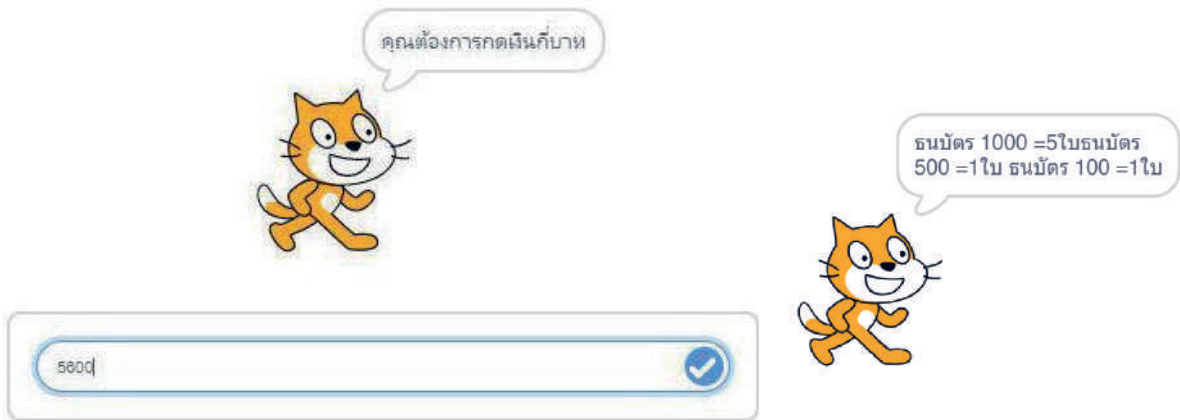 คุณต้องการกดเงินกี่บาท
ธนบัตร 1000 =5ใบธนบัตร
500 =1ใบ ธนบัตร 100 =1ใบ
5600